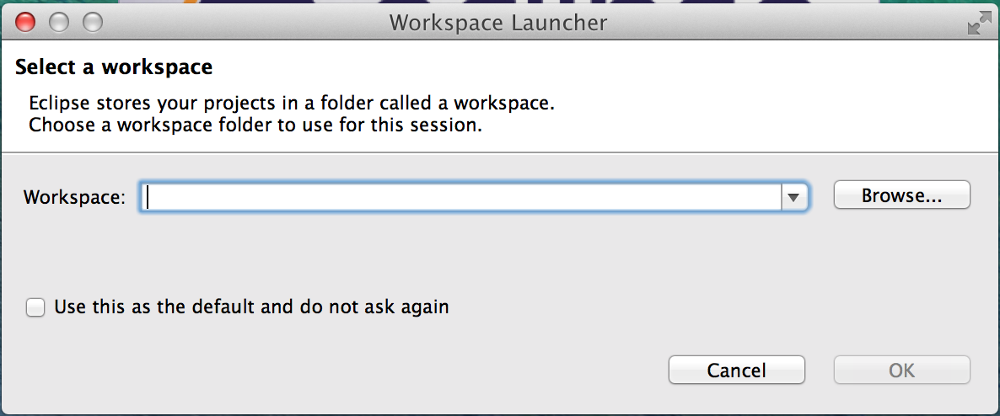 Workspace Launcher
Select a workspace
Eclipse stores your projects in a folder called a workspace.
Choose a workspace folder to use for this session.
Workspace:
Browse...
Use this as the default and do not ask again
Cancel
OK